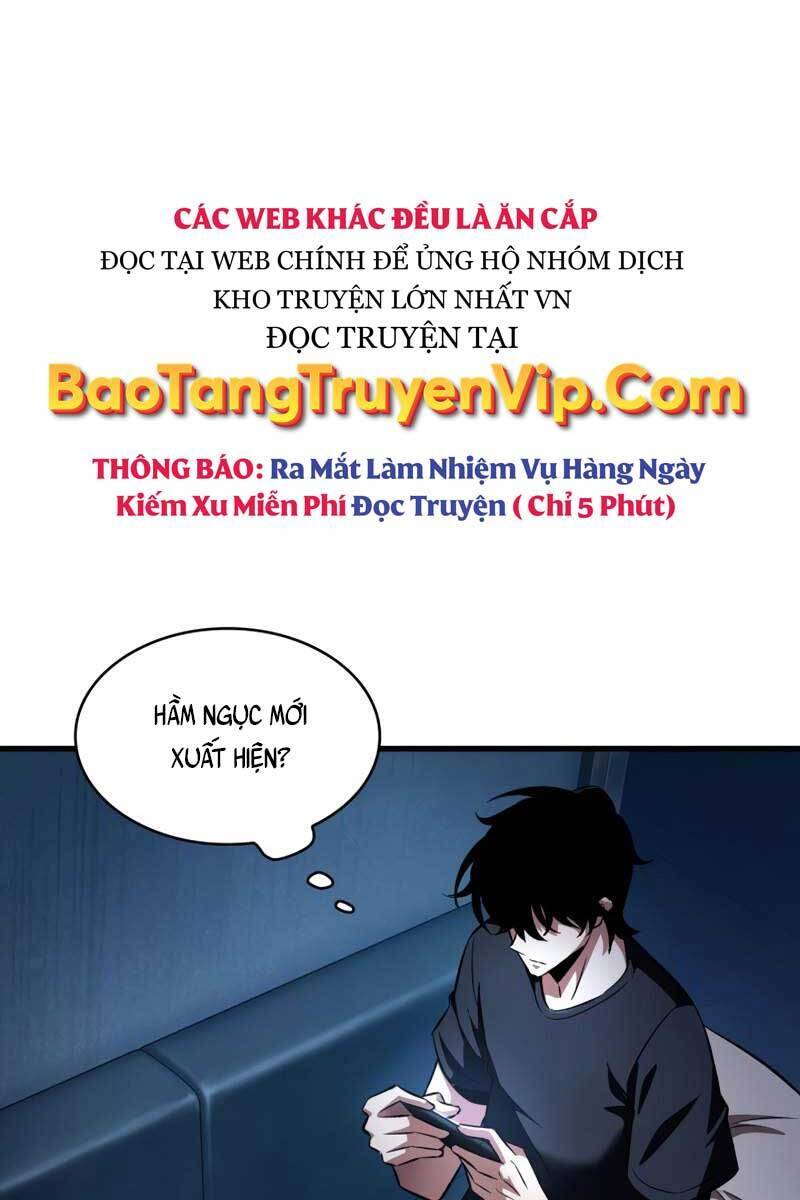 CÁC WEB KHÁC ĐỀU LÀ ĂN CẮP
ĐỌC TẠI WEB CHÍNH ĐỂ ỦNG HỘ NHÓM DỊCH
KHO TRUYỆN LỚN NHẤT VN
ĐỌC TRUYỆN TẠI
BaoTangTruyenVip.Com
THÔNG BÁO: Ra Mắt Làm Nhiệm Vụ Hàng Ngày
Kiếm Xu Miễn Phí Đọc Truyện ( Chỉ 5 Phút)
HẦM NGỤC MỚI
XUẤT HIỆN?